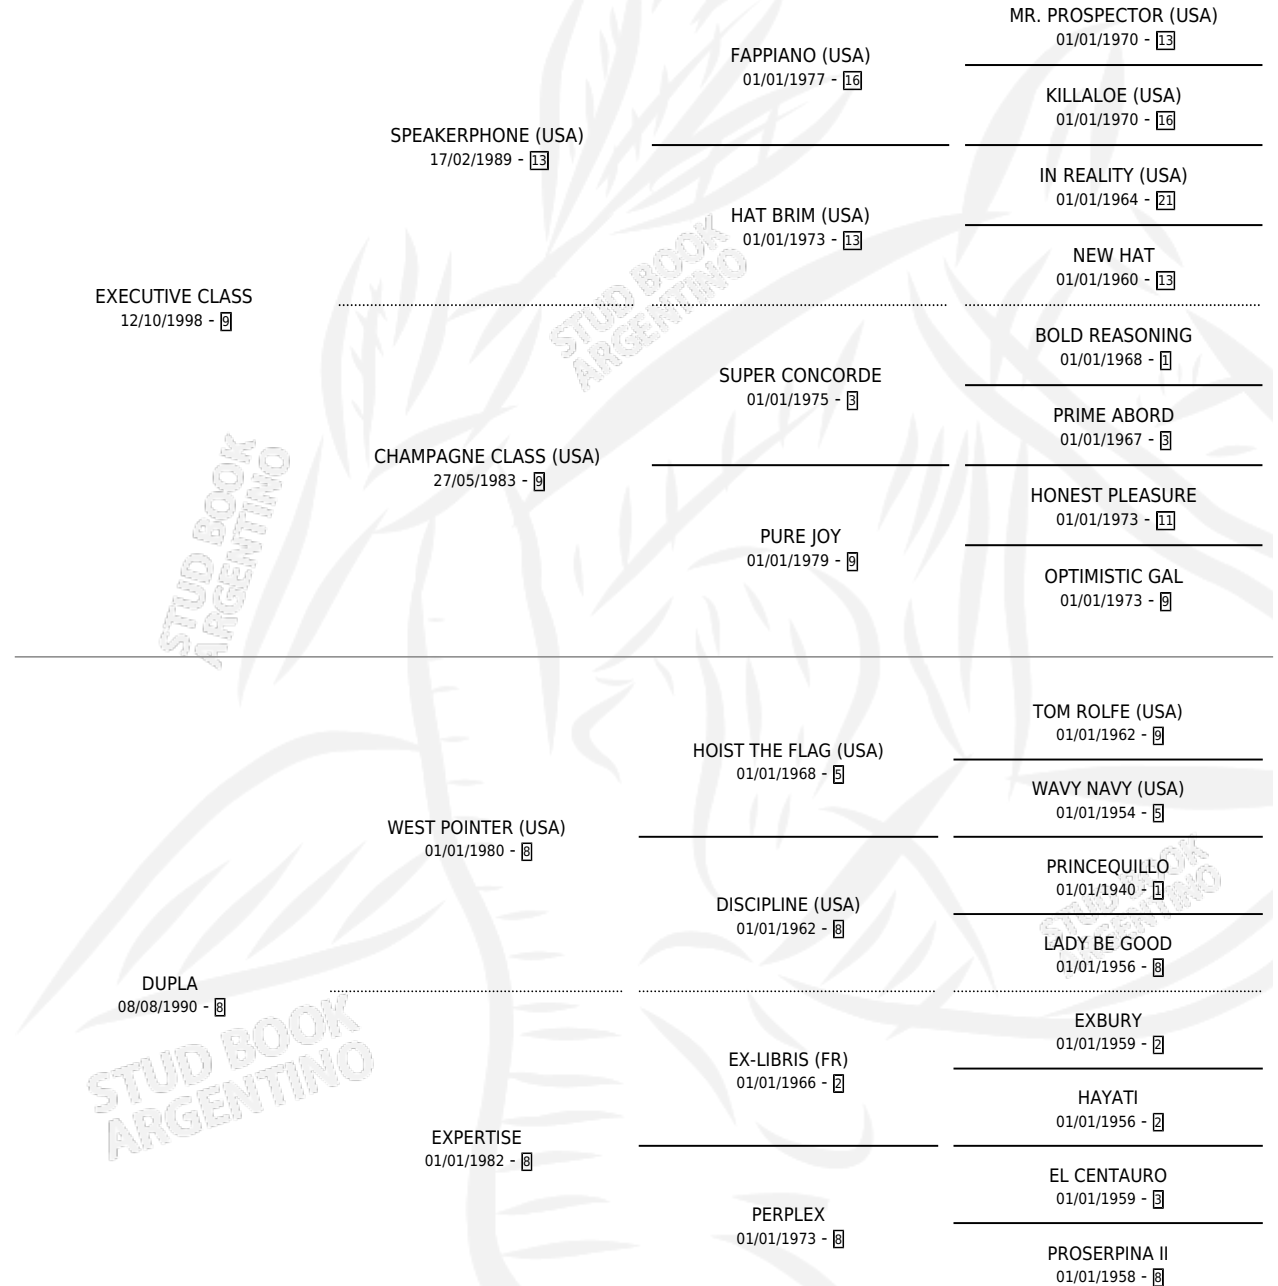 MR. PROSPECTOR (USA)
01/01/1970 - 13
FAPPIANO (USA)
01/01/1977 - 16
KILLALOE (USA)
01/01/1970 - 16
SPEAKERPHONE (USA)
17/02/1989 - 13
IN REALITY (USA)
01/01/1964 - 21
HAT BRIM (USA)
01/01/1973 - 13
NEW HAT
01/01/1960 - 13
EXECUTIVE CLASS
12/10/1998 - 9
BOLD REASONING
01/01/1968 - 1
SUPER CONCORDE
01/01/1975 - 3
PRIME ABORD
01/01/1967 - 3
CHAMPAGNE CLASS (USA)
27/05/1983 - 9
HONEST PLEASURE
01/01/1973 - 11
PURE JOY
01/01/1979 - 9
OPTIMISTIC GAL
01/01/1973 - 9
STUD BOOK
ARGENTINO
STUD BOOK
ARGENTINO
TOM ROLFE (USA)
01/01/1962 - 9
HOIST THE FLAG (USA)
01/01/1968 - 5
WAVY NAVY (USA)
01/01/1954 - 5
WEST POINTER (USA)
01/01/1980 - 8
PRINCEQUILLO
01/01/1940 - 1
DISCIPLINE (USA)
01/01/1962 - 8
LADY BE GOOD
01/01/1956 - 8
DUPLA
08/08/1990 - 8
EXBURY
01/01/1959 - 2
EX-LIBRIS (FR)
01/01/1966 - 2
HAYATI
01/01/1956 - 2
EXPERTISE
01/01/1982 - 8
EL CENTAURO
01/01/1959 - 3
PERPLEX
01/01/1973 - 8
PROSERPINA II
01/01/1958 - 8
STUD BOOK
ARGENTINO
STUD BOOK
ARGENTINO